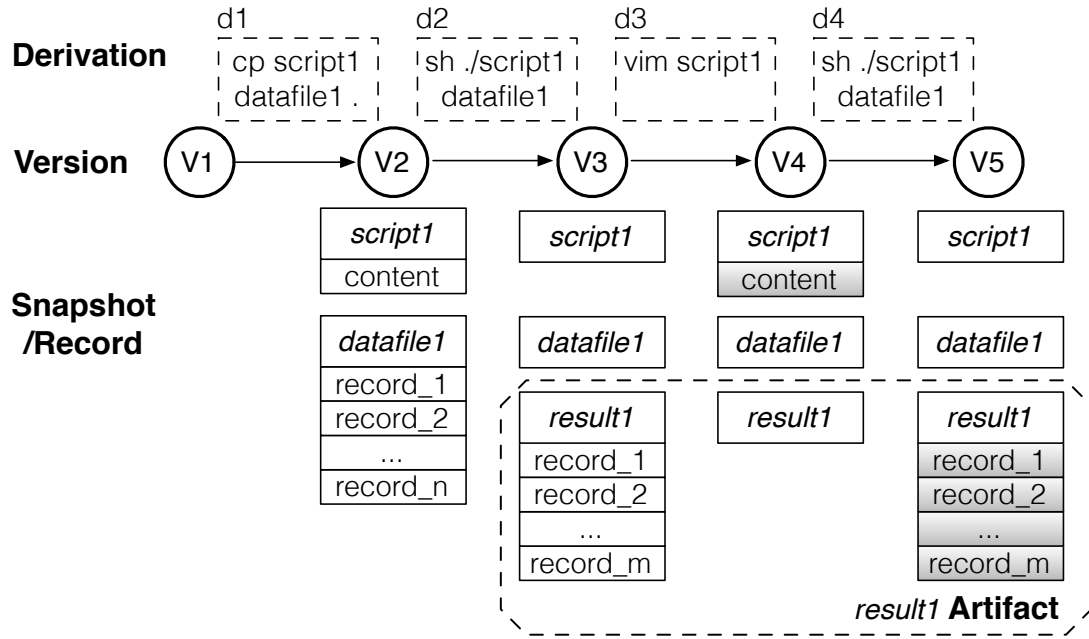 d1 d2 d3 d4
Derivation
cp script1 sh ./script1 vim script1 sh ./script1
datafile1 . datafile1 datafile1
Version V1 V2 V3 V4 V5
script1 script1 script1 script1
content content
Snapshot
/Record
datafile1 datafile1 datafile1 datafile1
record_1
record_2
...
record_n
result1 result1 result1
record_1 record_1
record_2 record_2
... ...
record_m record_m
result1 Artifact